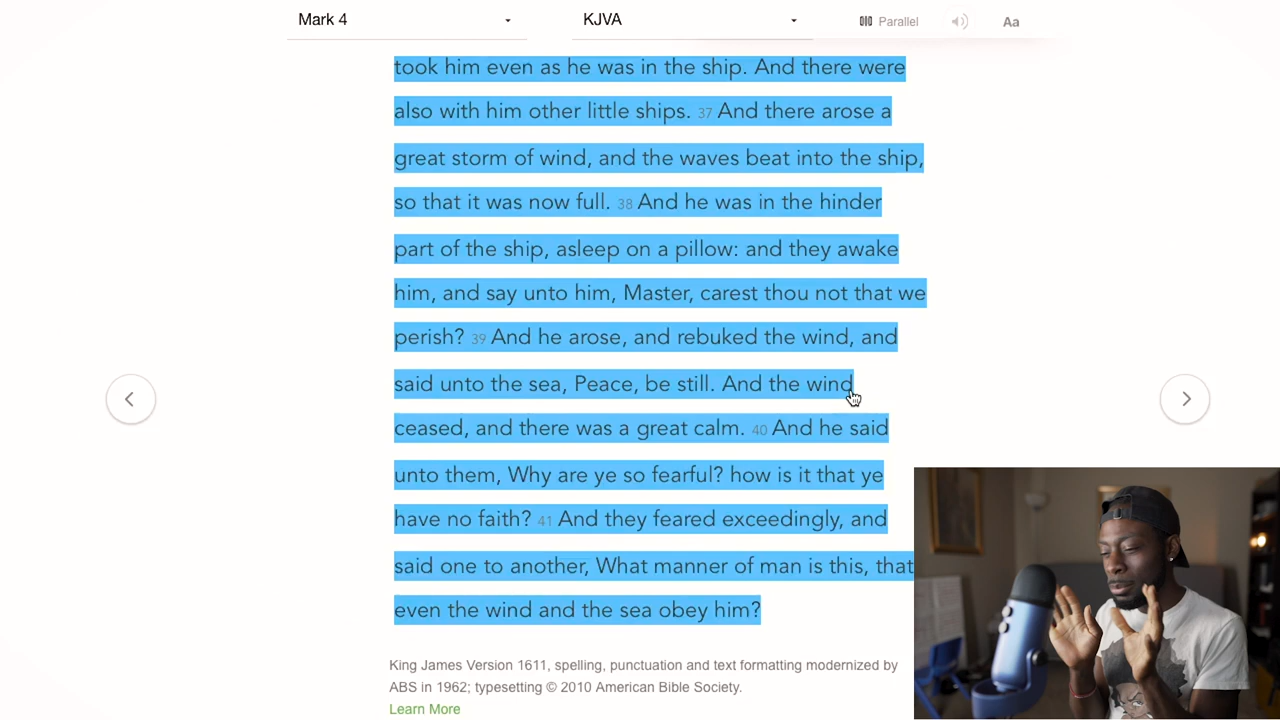 Mark 4
KJVA
Parallel
Aa
took him even as he was in the ship. And there were
also with him other little ships. 37 And there arose a
great storm of wind, and the waves beat into the ship,
so that it was now full. 38 And he was in the hinder
part of the ship, asleep on a pillow: and they awake
him, and say unto him, Master, carest thou not that we
perish? 39 And he arose, and rebuked the wind, and
said unto the sea, Peace, be still. And the wind
ceased, and there was a great calm. 40 And he said
unto them, Why are ye so fearful? how is it that ye
have no faith? 41 And they feared exceedingly, and
said one to another, What manner of man is this, that
even the wind and the sea obey him?
King James Version 1611, spelling, punctuation and text formatting modernized by
ABS in 1962; typesetting © 2010 American Bible Society.
Learn More